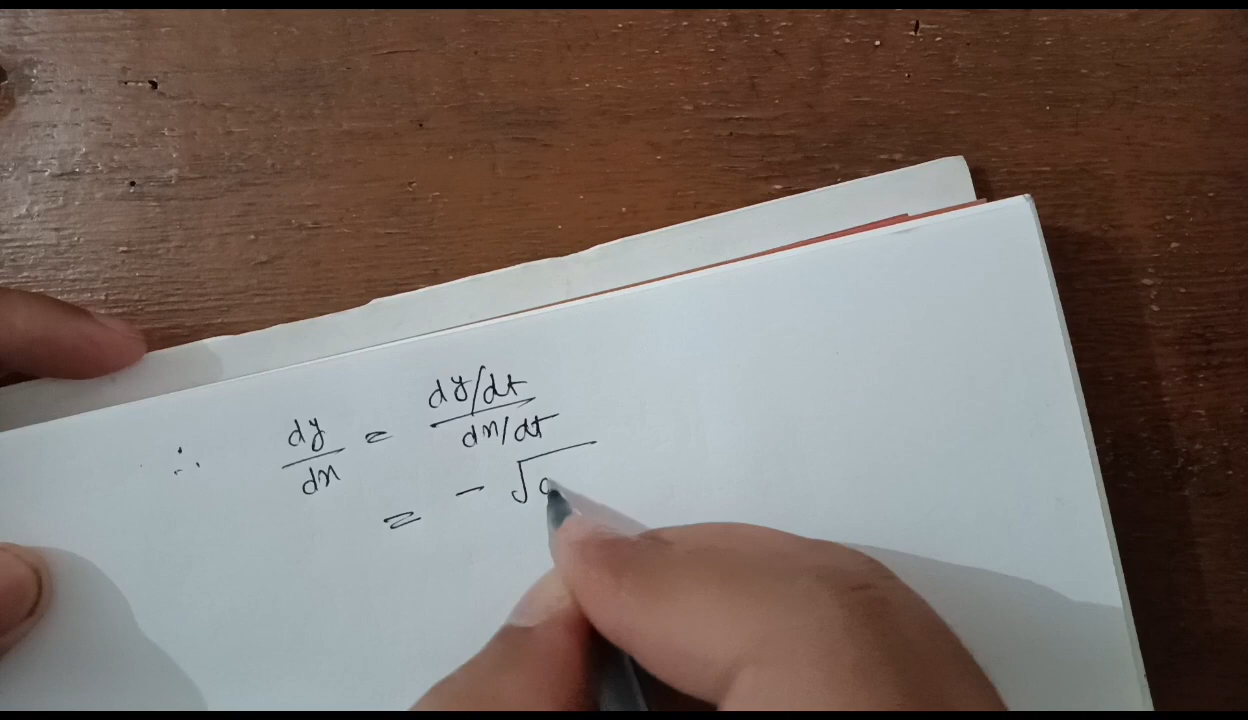 ∴ dy/dx = (dy/dt)/(dx/dt)
= - √a